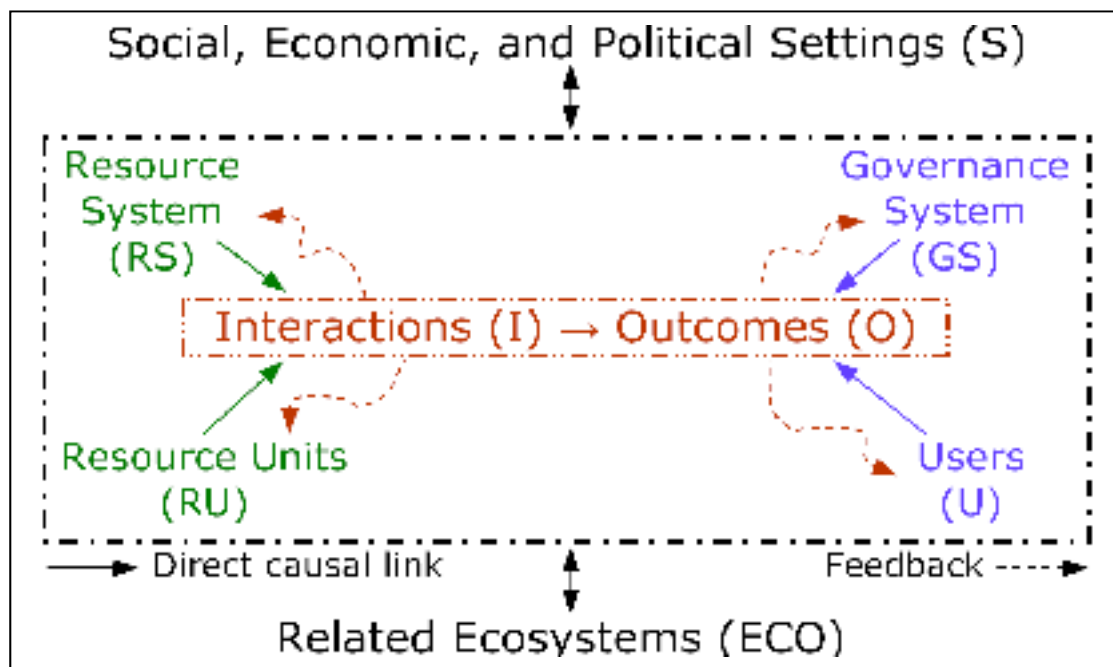 Social, Economic, and Political Settings (S)
Resource
System
(RS)
Governance
System
(GS)
Interactions (I) → Outcomes (O)
Resource Units
(RU)
Users
(U)
Direct causal link
Feedback
Related Ecosystems (ECO)